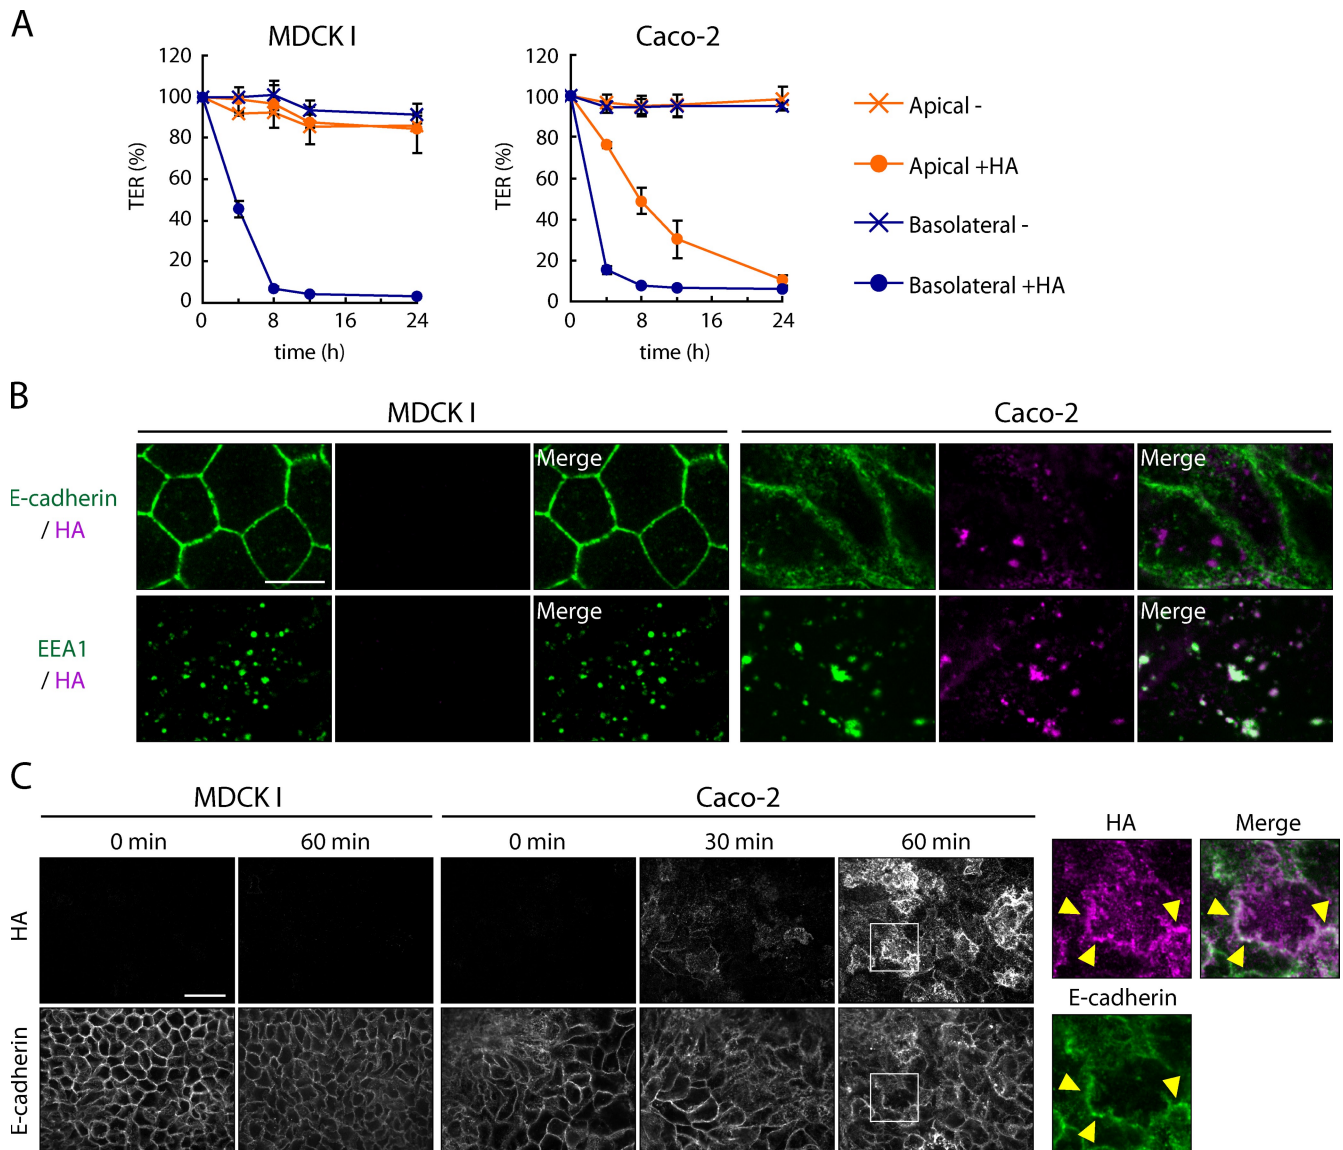 A
MDCK I
Caco-2
120
100
80
60
40
20
0
TER (%)
0 8 16 24
time (h)
120
100
80
60
40
20
0
TER (%)
0 8 16 24
time (h)
Apical -
Apical +HA
Basolateral -
Basolateral +HA
B
MDCK I
Caco-2
E-cadherin
/ HA
Merge
Merge
EEA1
/ HA
Merge
Merge
C
MDCK I
Caco-2
0 min
60 min
0 min
30 min
60 min
HA
Merge
HA
E-cadherin
E-cadherin